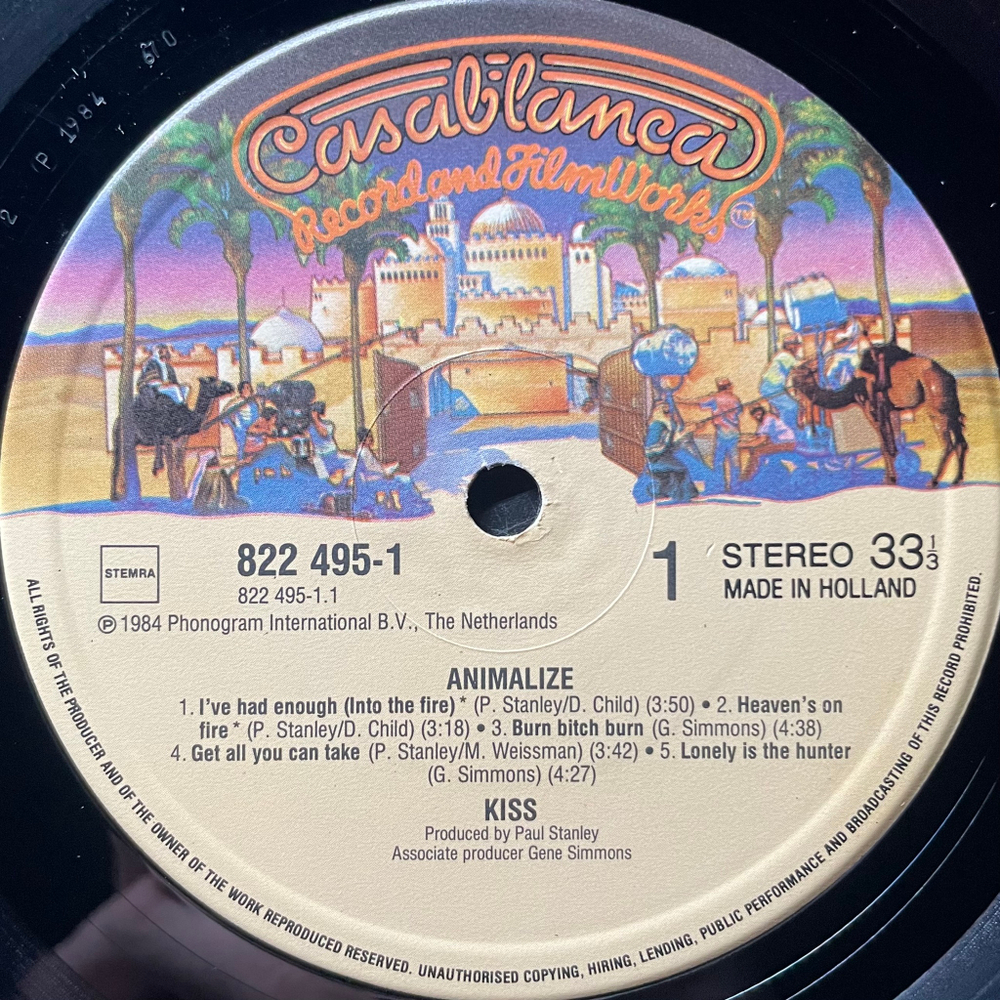 P 1984
670
2
Casablanca
Record and FilmWorks
TM
STEMRA
822 495-1
822 495-1.1
℗ 1984 Phonogram International B.V., The Netherlands
1
STEREO 33 1/3
MADE IN HOLLAND
ANIMALIZE
1. I've had enough (Into the fire) * (P. Stanley/D. Child) (3:50) • 2. Heaven's on
fire * (P. Stanley/D. Child) (3:18) • 3. Burn bitch burn (G. Simmons) (4:38)
4. Get all you can take (P. Stanley/M. Weissman) (3:42) • 5. Lonely is the hunter
(G. Simmons) (4:27)
KISS
Produced by Paul Stanley
Associate producer Gene Simmons
ALL RIGHTS OF THE PRODUCER AND OF THE OWNER OF THE WORK REPRODUCED RESERVED. UNAUTHORISED COPYING, HIRING, LENDING, PUBLIC PERFORMANCE AND BROADCASTING OF THIS RECORD PROHIBITED.